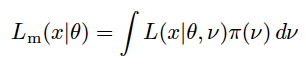 L_m(x|θ) = ∫ L(x|θ, ν)π(ν) dν